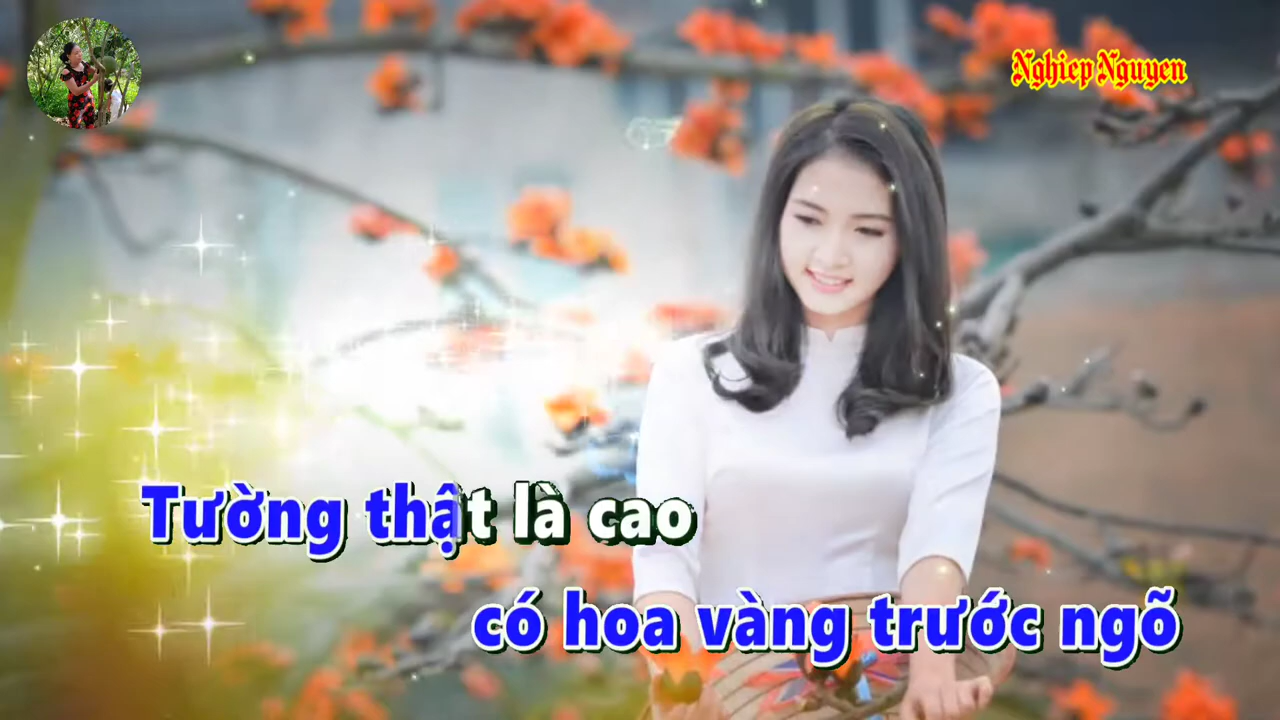 Nghiep Nguyen
Tường thật là cao
có hoa vàng trước ngõ